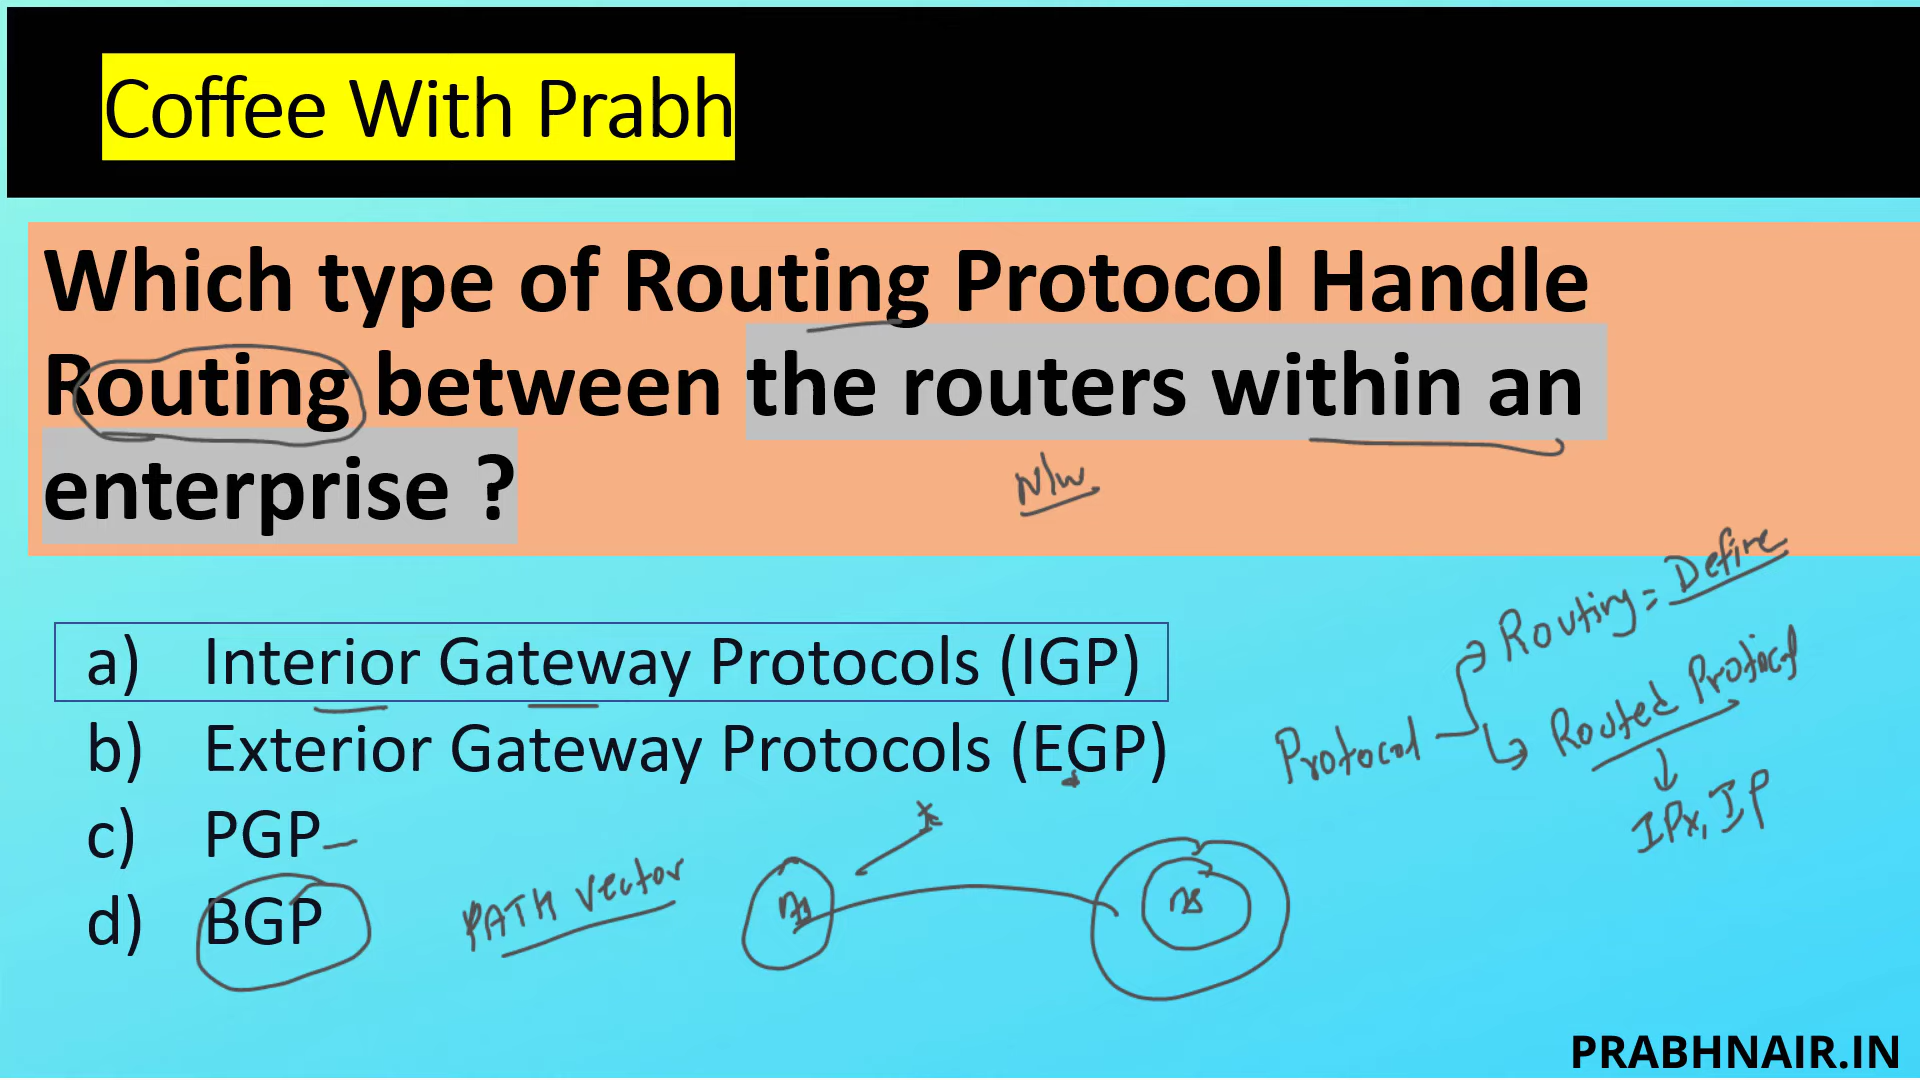 Coffee With Prabh
Which type of Routing Protocol Handle
Routing between the routers within an
enterprise ?
N/w
a) Interior Gateway Protocols (IGP)
b) Exterior Gateway Protocols (EGP)
c) PGP
d) BGP
PATH Vector
Protocol
Routing = Define
Routed Protocol
IPx, IP
PRABHNAIR.IN